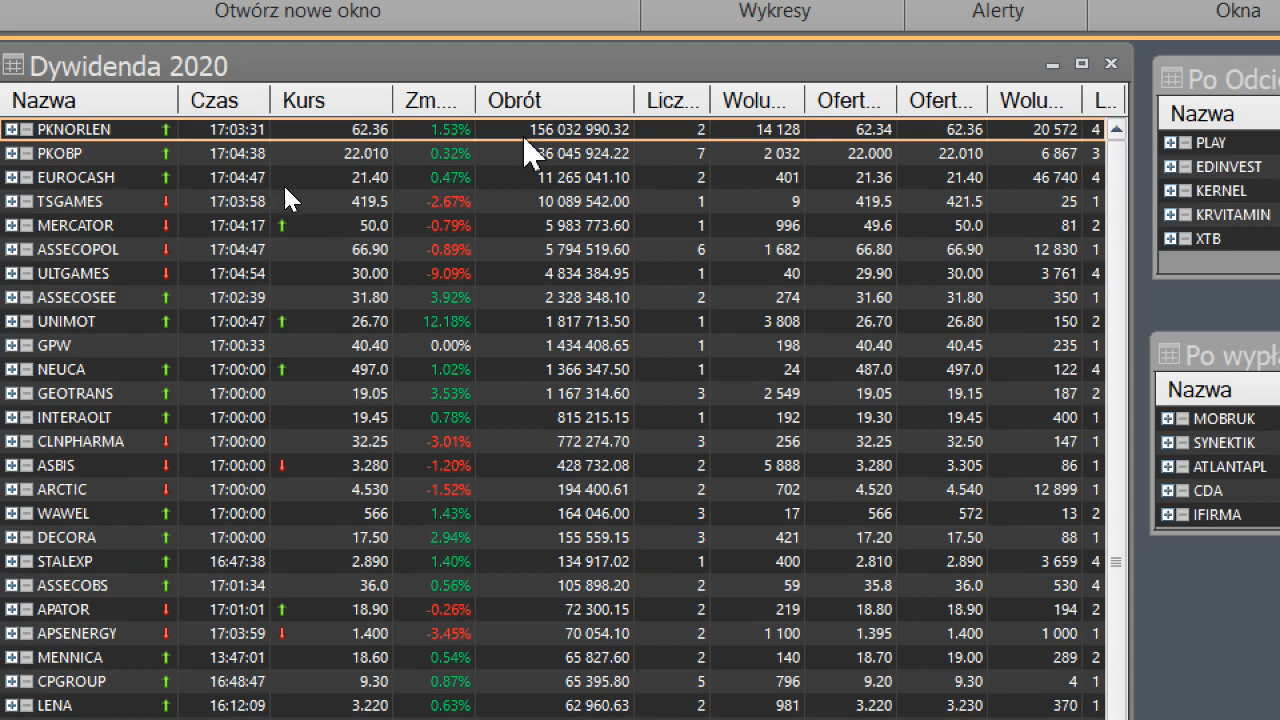 Otwórz nowe okno Wykresy Alerty Okna
Dywidenda 2020
Nazwa Czas Kurs Zm.... Obrót Licz... Wolu... Ofert... Ofert... Wolu... L...
PKNORLEN 17:03:31 62.36 1.53% 156 032 990.32 2 14 128 62.34 62.36 20 572 4
PKOBP 17:04:38 22.010 0.32% 6 045 924.22 7 2 032 22.000 22.010 6 867 3
EUROCASH 17:04:47 21.40 0.47% 11 265 041.10 2 401 21.36 21.40 46 740 4
TSGAMES 17:03:58 419.5 -2.67% 10 089 542.00 1 9 419.5 421.5 25 1
MERCATOR 17:04:17 50.0 -0.79% 5 983 773.60 1 996 49.6 50.0 81 2
ASSECOPOL 17:04:47 66.90 -0.89% 5 794 519.60 6 1 682 66.80 66.90 12 830 1
ULTGAMES 17:04:54 30.00 -9.09% 4 834 384.95 1 40 29.90 30.00 3 761 4
ASSECOSEE 17:02:39 31.80 3.92% 2 328 348.10 2 274 31.60 31.80 350 1
UNIMOT 17:00:47 26.70 12.18% 1 817 713.50 1 3 808 26.70 26.80 150 2
GPW 17:00:33 40.40 0.00% 1 434 408.65 1 198 40.40 40.45 235 1
NEUCA 17:00:00 497.0 1.02% 1 366 347.50 1 24 487.0 497.0 122 4
GEOTRANS 17:00:00 19.05 3.53% 1 167 314.60 3 2 549 19.05 19.15 187 2
INTERAOLT 17:00:00 19.45 0.78% 815 215.15 1 192 19.30 19.45 400 1
CLNPHARMA 17:00:00 32.25 -3.01% 772 274.70 3 256 32.25 32.50 147 1
ASBIS 17:00:00 3.280 -1.20% 428 732.08 2 5 888 3.280 3.305 86 1
ARCTIC 17:00:00 4.530 -1.52% 194 400.61 2 702 4.520 4.540 12 899 1
WAWEL 17:00:00 566 1.43% 164 046.00 3 17 566 572 13 2
DECORA 17:00:00 17.50 2.94% 155 559.15 3 421 17.20 17.50 88 1
STALEXP 16:47:38 2.890 1.40% 134 917.02 1 400 2.810 2.890 3 659 4
ASSECOBS 17:01:34 36.0 0.56% 105 898.20 2 59 35.8 36.0 530 4
APATOR 17:01:01 18.90 -0.26% 72 300.15 2 219 18.80 18.90 194 2
APSENERGY 17:03:59 1.400 -3.45% 70 054.10 2 1 100 1.395 1.400 1 000 1
MENNICA 13:47:01 18.60 0.54% 65 827.60 2 140 18.70 19.00 289 2
CPGROUP 16:48:47 9.30 0.87% 65 395.80 5 796 9.20 9.30 4 1
LENA 16:12:09 3.220 0.63% 62 960.63 2 981 3.220 3.230 370 1
Po Odci
Nazwa
PLAY
EDINVEST
KERNEL
KRVITAMIN
XTB
Po wypł
Nazwa
MOBRUK
SYNEKTIK
ATLANTAPL
CDA
IFIRMA